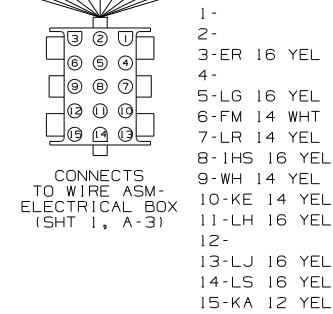 3 2 1
6 5 4
9 8 7
12 11 10
15 14 13
CONNECTS
TO WIRE ASM-
ELECTRICAL BOX
(SHT 1, A-3)
1-
2-
3-ER 16 YEL
4-
5-LG 16 YEL
6-FM 14 WHT
7-LR 14 YEL
8-1HS 16 YEL
9-WH 14 YEL
10-KE 14 YEL
11-LH 16 YEL
12-
13-LJ 16 YEL
14-LS 16 YEL
15-KA 12 YEL